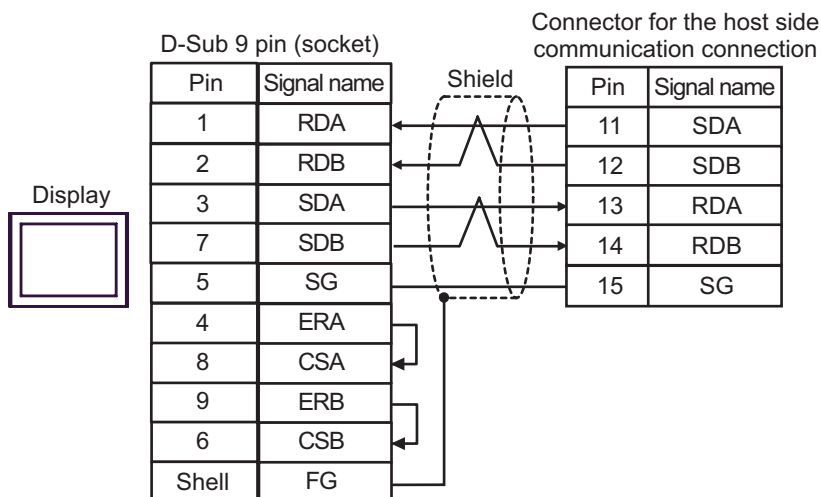 Connector for the host side
communication connection
D-Sub 9 pin (socket)
Shield
Display
Pin Signal name
1 RDA
2 RDB
3 SDA
7 SDB
5 SG
4 ERA
8 CSA
9 ERB
6 CSB
Shell FG
Pin Signal name
11 SDA
12 SDB
13 RDA
14 RDB
15 SG